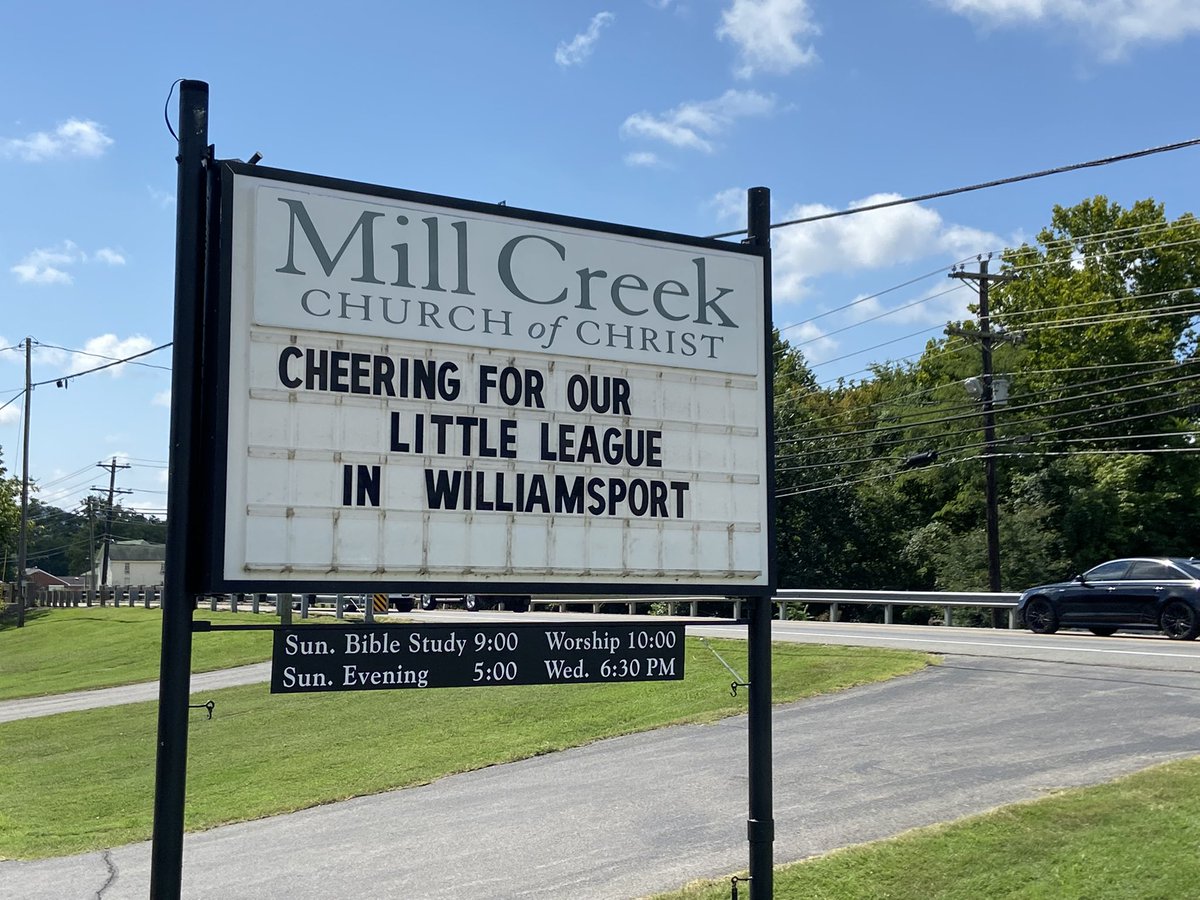 Mill Creek
CHURCH of CHRIST
CHEERING FOR OUR
LITTLE LEAGUE
IN WILLIAMSPORT
Sun. Bible Study 9:00 Worship 10:00
Sun. Evening 5:00 Wed. 6:30 PM